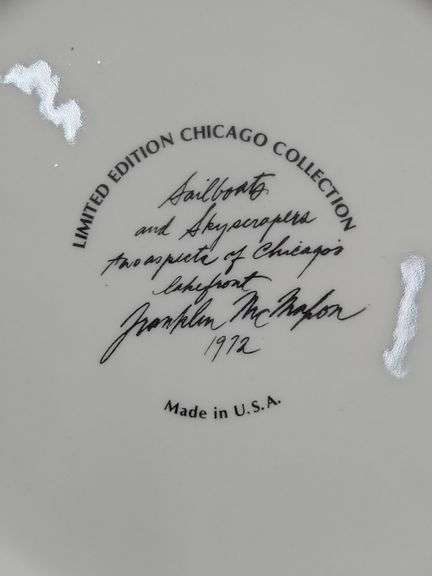 LIMITED EDITION CHICAGO COLLECTION
Sailboats
and Skyscrapers
two aspects of Chicago's
lakefront
Franklin McMahon
1972
Made in U.S.A.